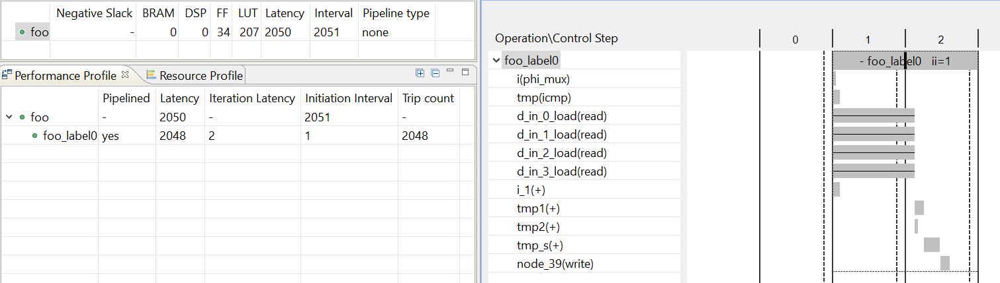 Negative Slack BRAM DSP FF LUT Latency Interval Pipeline type
foo - 0 0 34 207 2050 2051 none
Performance Profile Resource Profile
Pipelined Latency Iteration Latency Initiation Interval Trip count
foo - 2050 - 2051 -
foo_label0 yes 2048 2 1 2048
Operation\Control Step 0 1 2
foo_label0 - foo_label0 ii=1
i(phi_mux)
tmp(icmp)
d_in_0_load(read)
d_in_1_load(read)
d_in_2_load(read)
d_in_3_load(read)
i_1(+)
tmp1(+)
tmp2(+)
tmp_s(+)
node_39(write)